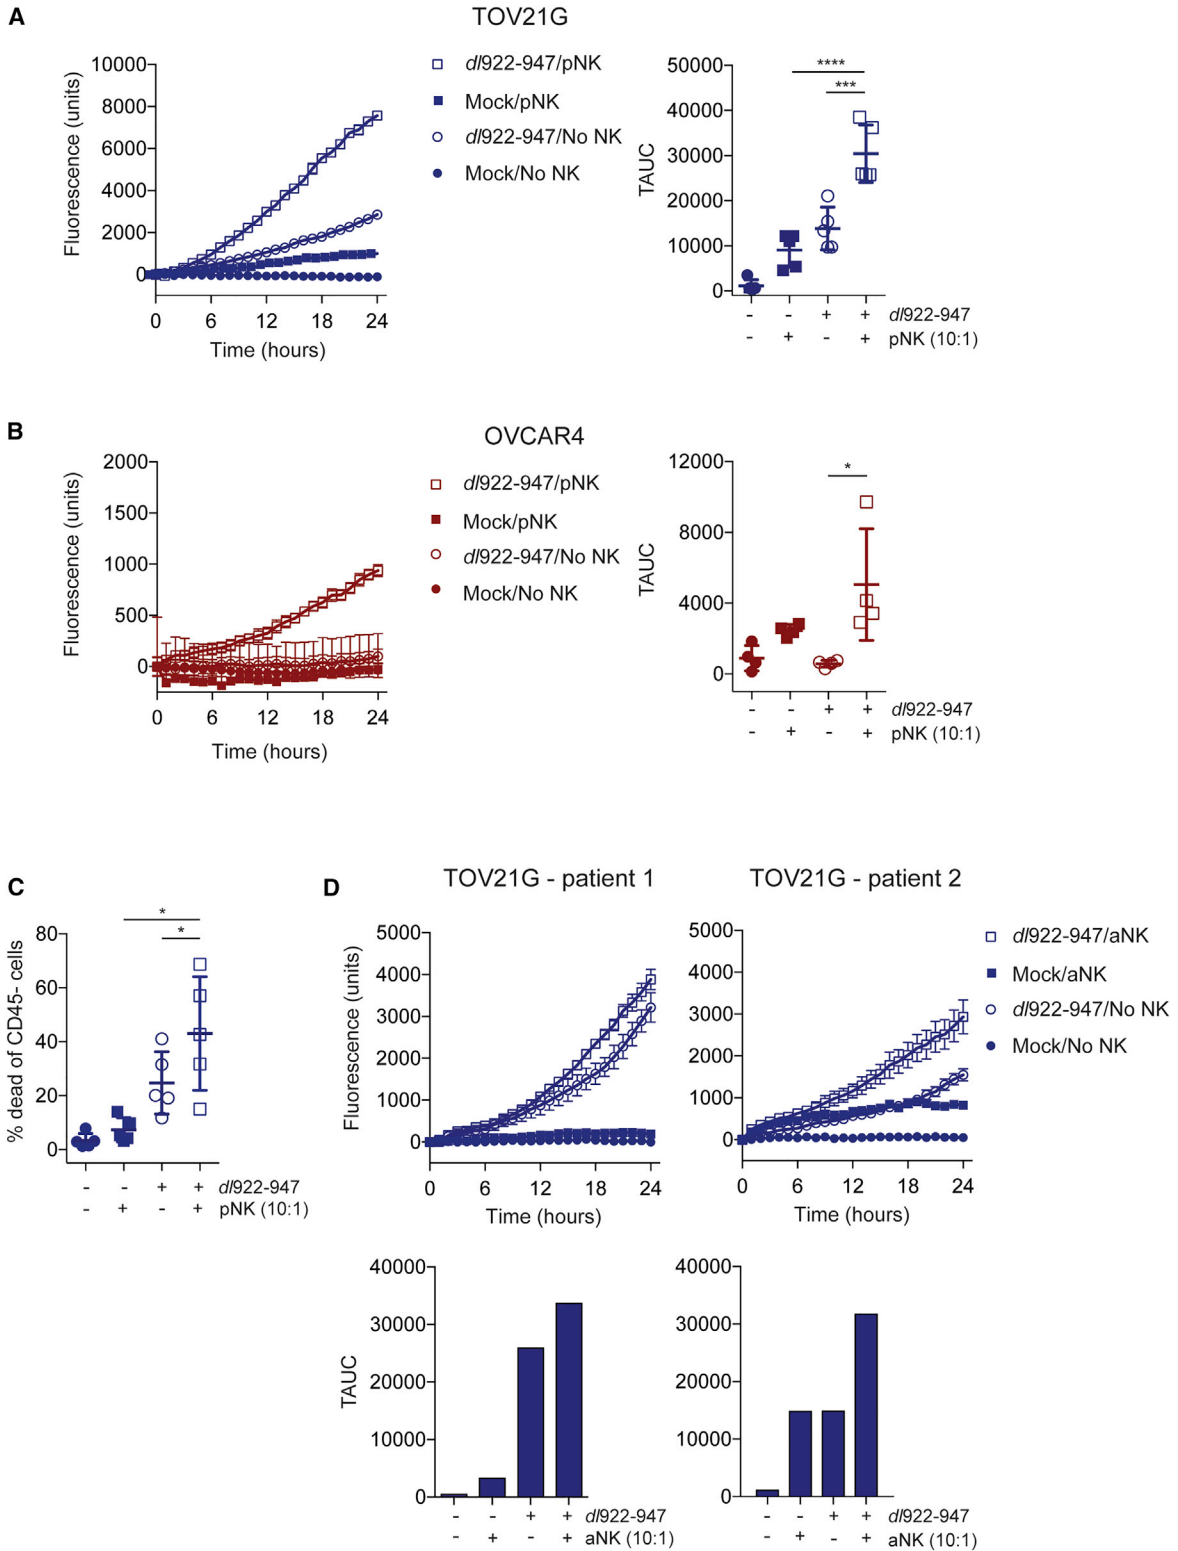 A
TOV21G
Fluorescence (units)
10000
8000
6000
4000
2000
0
0 6 12 18 24
Time (hours)
dl922-947/pNK
Mock/pNK
dl922-947/No NK
Mock/No NK
TAUC
50000
40000
30000
20000
10000
0
****
***
- - + + dl922-947
- + - + pNK (10:1)
B
OVCAR4
Fluorescence (units)
2000
1500
1000
500
0
0 6 12 18 24
Time (hours)
dl922-947/pNK
Mock/pNK
dl922-947/No NK
Mock/No NK
TAUC
12000
8000
4000
0
*
- - + + dl922-947
- + - + pNK (10:1)
C
% dead of CD45- cells
80
60
40
20
0
*
*
- - + + dl922-947
- + - + pNK (10:1)
D
TOV21G - patient 1
Fluorescence (units)
5000
4000
3000
2000
1000
0
0 6 12 18 24
Time (hours)
TOV21G - patient 2
5000
4000
3000
2000
1000
0
0 6 12 18 24
Time (hours)
dl922-947/aNK
Mock/aNK
dl922-947/No NK
Mock/No NK
TAUC
40000
30000
20000
10000
0
- - + + dl922-947
- + - + aNK (10:1)
40000
30000
20000
10000
0
- - + + dl922-947
- + - + aNK (10:1)